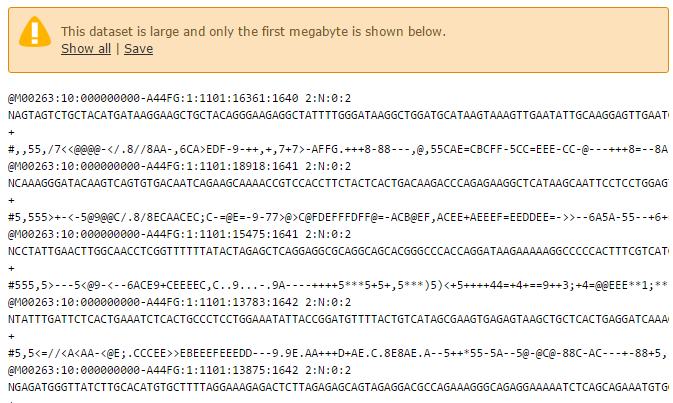 This dataset is large and only the first megabyte is shown below.
Show all | Save
@M00263:10:000000000-A44FG:1:1101:16361:1640 2:N:0:2
NAGTAGTCTGCTACATGATAAGGAAGCTGCTACAGGGAAGAGGCTATTTTGGGATAAGGCTGGATGCATAAGTAAAGTTGAATATTGCAAGGAGTTGAAT
+
#,,55,/7<<@@@@-</.8//8AA-,6CA>EDF-9-++,+,7+7>-AFFG.+++8-88---,@,55CAE=CBCFF-5CC=EEE-CC-@---+++8=--8A
@M00263:10:000000000-A44FG:1:1101:18918:1641 2:N:0:2
NCAAAGGGATACAAGTCAGTGTGACAATCAGAAGCAAAACCGTCCACCTTCTACTCACTGACAAGACCCAGAGAAGGCTCATAAGCAATTCCTCCTGGAG
+
#5,555>+-<-5@9@@C/.8/8ECAACEC;C-=@E=-9-77>@>C@FDEFFFDFF@=-ACB@EF,ACEE+AEEEF=EEDDEE=->>--6A5A-55--+6+
@M00263:10:000000000-A44FG:1:1101:15475:1641 2:N:0:2
NCCTATTGAACTTGGCAACCTCGGTTTTTTATACTAGAGCTCAGGAGGCGCAGGCAGCACGGGCCCACCAGGATAAGAAAAAGGCCCCCACTTTCGTCAT
+
#555,5>---5<@9-<--6ACE9+CEEEEC,C..9...-.9A----++++5***5+5+,5***)5)<+5++++44=+4+==9++3;+4=@@EEE**1;**
@M00263:10:000000000-A44FG:1:1101:13783:1642 2:N:0:2
NTATTTGATTCTCACTGAAATCTCACTGCCCTCCTGGAAATATTACCGGATGTTTTACTGTCATAGCGAAGTGAGAGTAAGCTGCTCACTGAGGATCAAA
+
#5,5<=//<A<AA-<@E;.CCCEE>>EBEEEFEEEDD---9.9E.AA+++D+AE.C.8E8AE.A--5++*55-5A--5@-@C@-88C-AC---+-88+5,
@M00263:10:000000000-A44FG:1:1101:13875:1642 2:N:0:2
NGAGATGGGTTATCTTGCACATGTGCTTTTAGGAAAGAGACTCTTAGAGAGCAGTAGAGGACGCCAGAAAGGGCAGAGGAAAAATCTCAGCAGAAATGTG